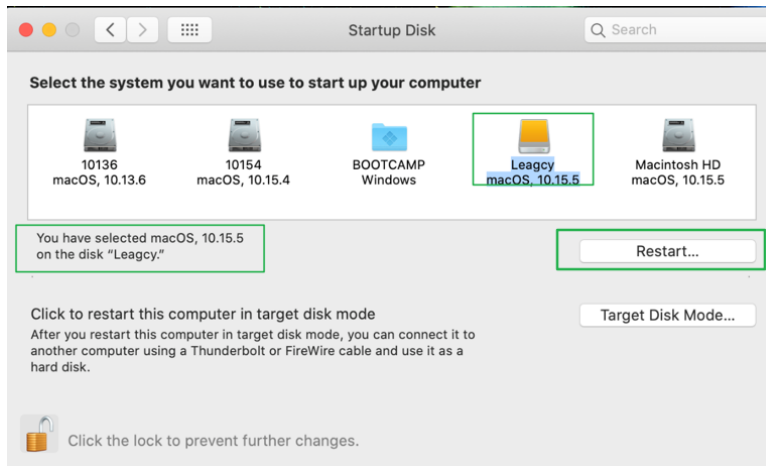 Startup Disk
Search
Select the system you want to use to start up your computer
10136
macOS, 10.13.6
10154
macOS, 10.15.4
BOOTCAMP
Windows
Leagcy
macOS, 10.15.5
Macintosh HD
macOS, 10.15.5
You have selected macOS, 10.15.5
on the disk “Leagcy.”
Restart...
Click to restart this computer in target disk mode
After you restart this computer in target disk mode, you can connect it to
another computer using a Thunderbolt or FireWire cable and use it as a
hard disk.
Target Disk Mode...
Click the lock to prevent further changes.